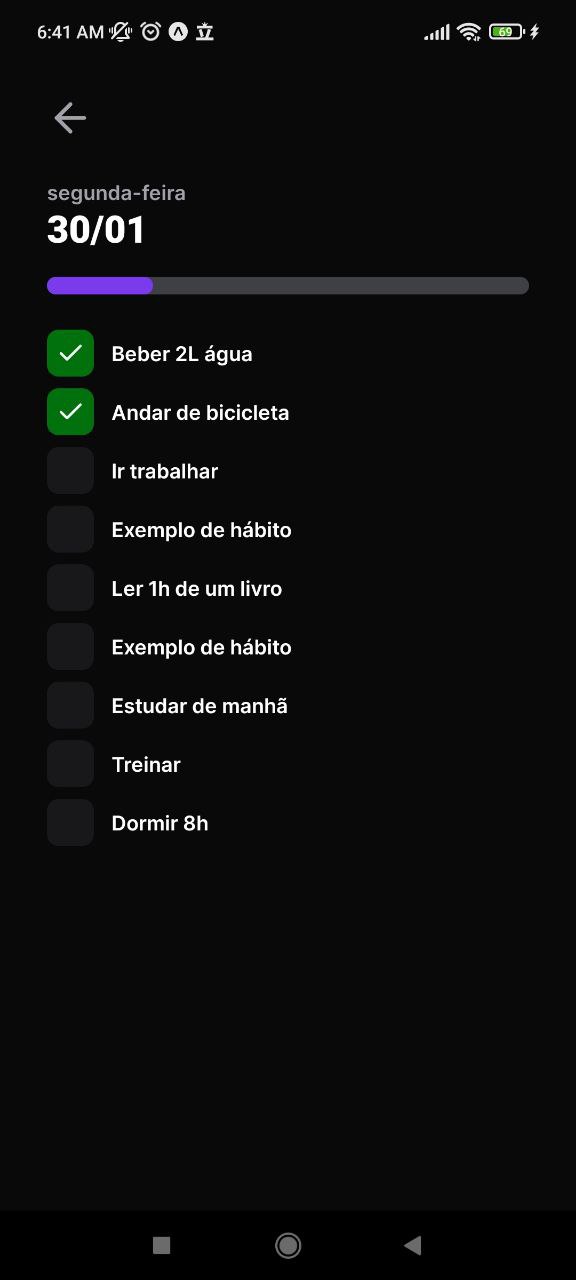 6:41 AM
69
segunda-feira
30/01
Beber 2L água
Andar de bicicleta
Ir trabalhar
Exemplo de hábito
Ler 1h de um livro
Exemplo de hábito
Estudar de manhã
Treinar
Dormir 8h